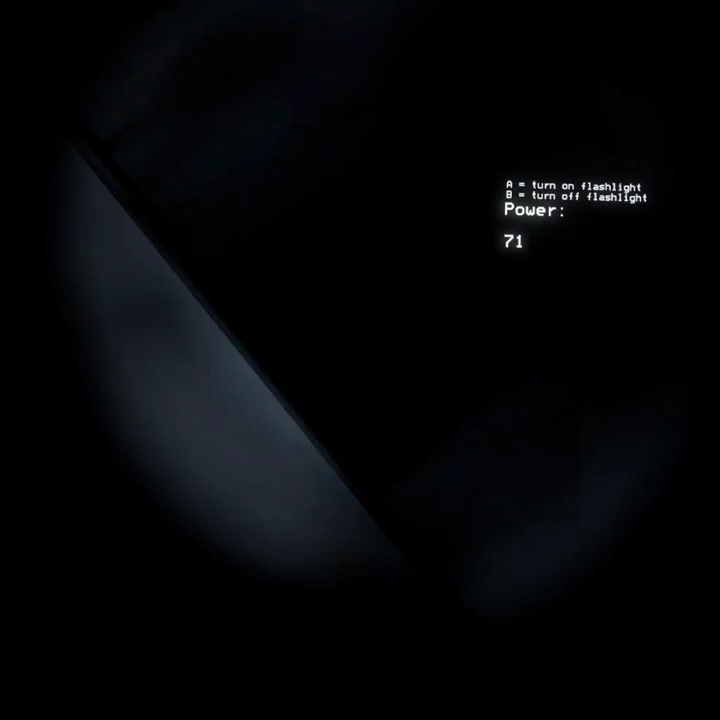 A = turn on flashlight
B = turn off flashlight
Power:
71